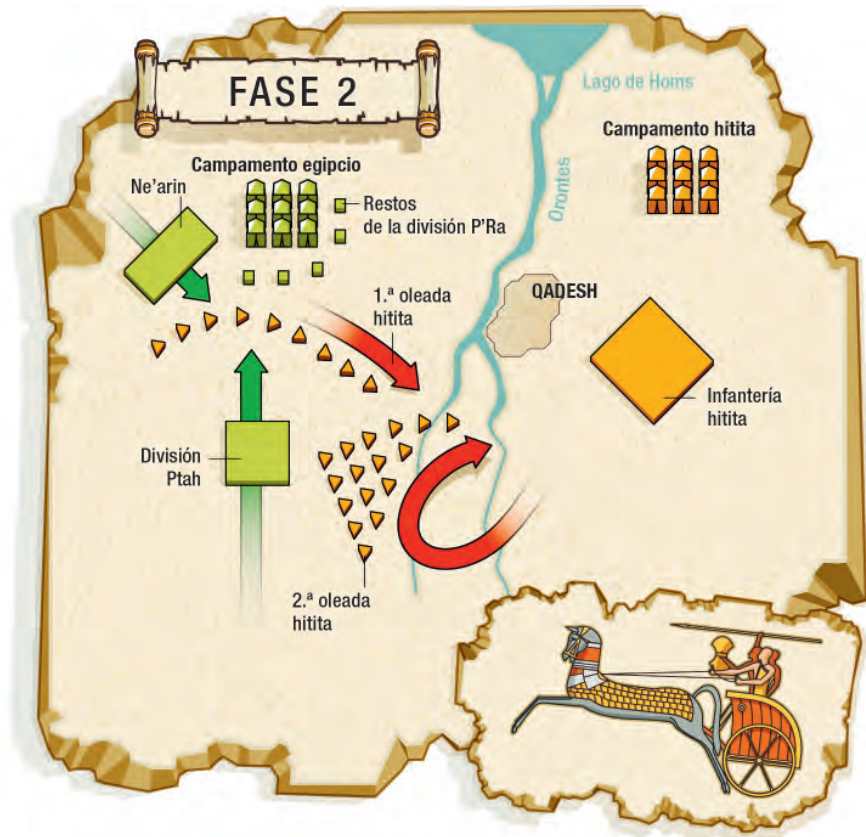 FASE 2
Lago de Homs
Campamento hitita
Campamento egipcio
Ne’arin
Restos
de la división P’Ra
Orontes
1.ª oleada
hitita
QADESH
Infantería
hitita
División
Ptah
2.ª oleada
hitita